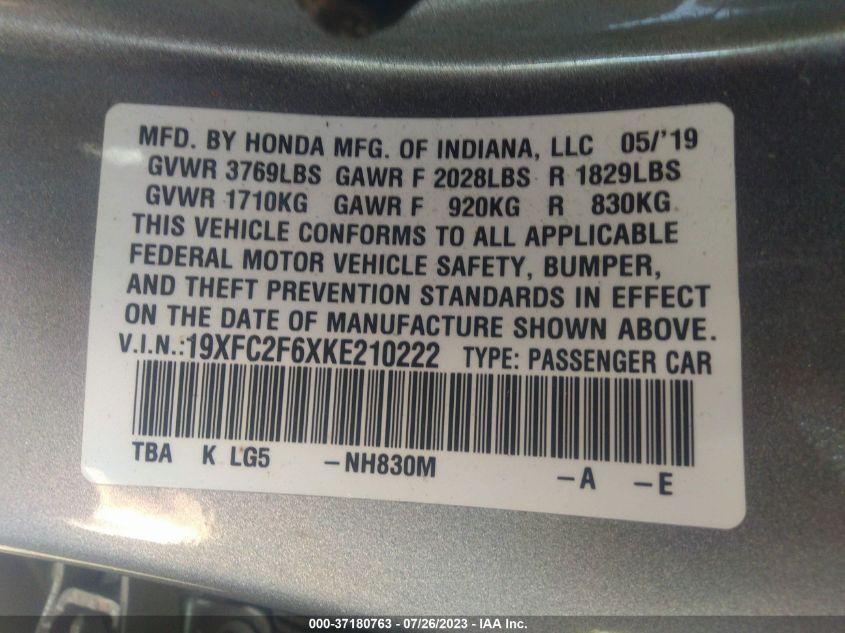 MFD. BY HONDA MFG. OF INDIANA, LLC 05/'19
GVWR 3769LBS GAWR F 2028LBS R 1829LBS
GVWR 1710KG GAWR F 920KG R 830KG
THIS VEHICLE CONFORMS TO ALL APPLICABLE
FEDERAL MOTOR VEHICLE SAFETY, BUMPER,
AND THEFT PREVENTION STANDARDS IN EFFECT
ON THE DATE OF MANUFACTURE SHOWN ABOVE.
V.I.N.:19XFC2F6XKE210222 TYPE: PASSENGER CAR
TBA K LG5 -NH830M -A -E
000-37180763 - 07/26/2023 - IAA Inc.